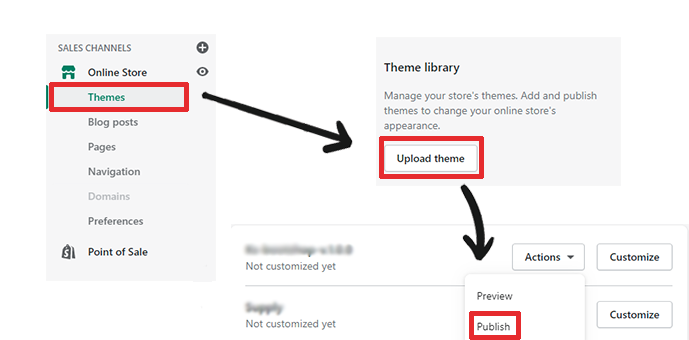 SALES CHANNELS
Online Store
Themes
Blog posts
Pages
Navigation
Domains
Preferences
Point of Sale
Theme library
Manage your store's themes. Add and publish
themes to change your online store's
appearance.
Upload theme
Not customized yet
Actions
Customize
Preview
Publish
Not customized yet
Customize